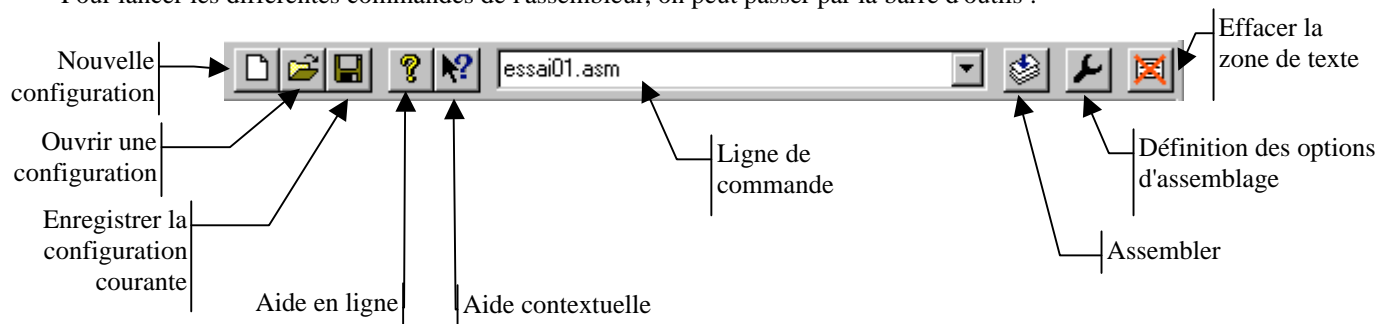 Pour lancer les différentes commandes de l'assembleur, on peut passer par la barre d'outils :
Effacer la
zone de texte
Nouvelle
configuration
essai01.asm
Ouvrir une
configuration
Ligne de
commande
Définition des options
d'assemblage
Enregistrer la
configuration
courante
Assembler
Aide en ligne
Aide contextuelle